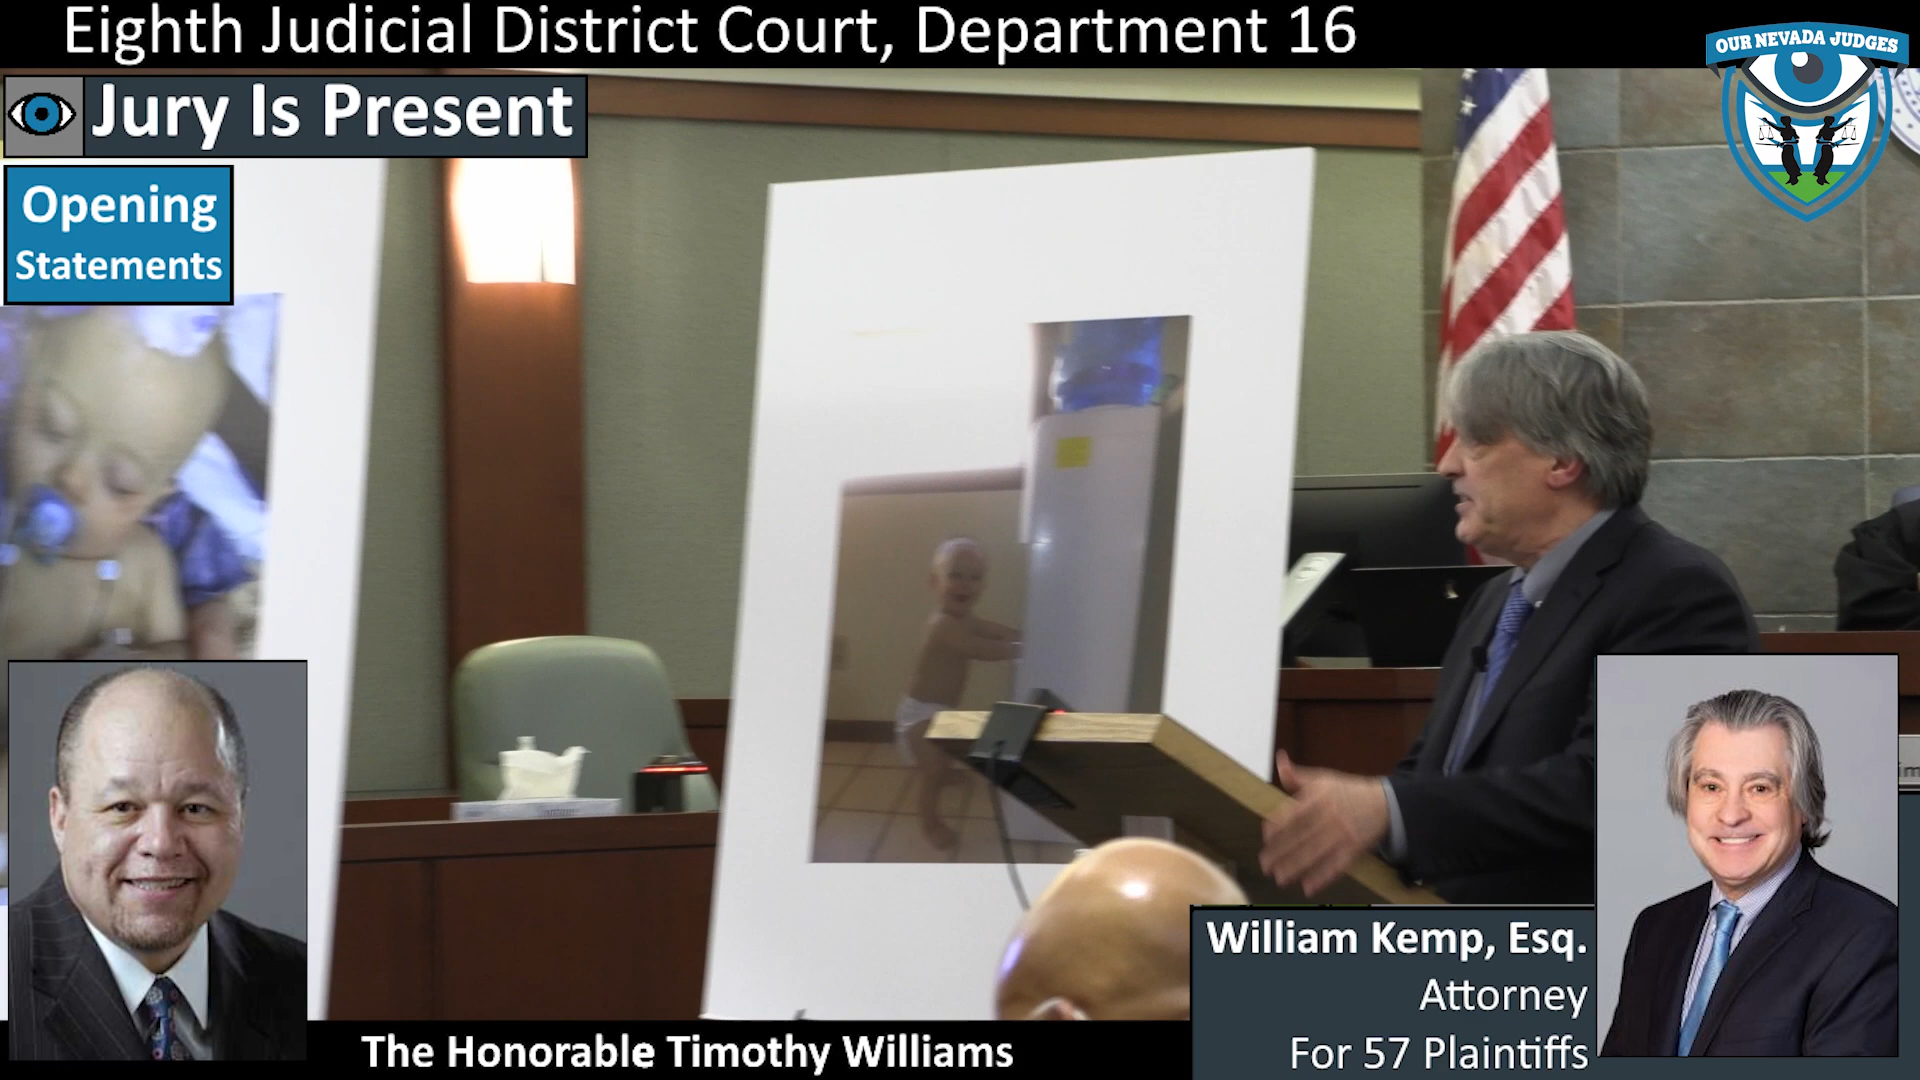 Eighth Judicial District Court, Department 16
OUR NEVADA JUDGES
Jury Is Present
Opening
Statements
William Kemp, Esq.
Attorney
For 57 Plaintiffs
The Honorable Timothy Williams